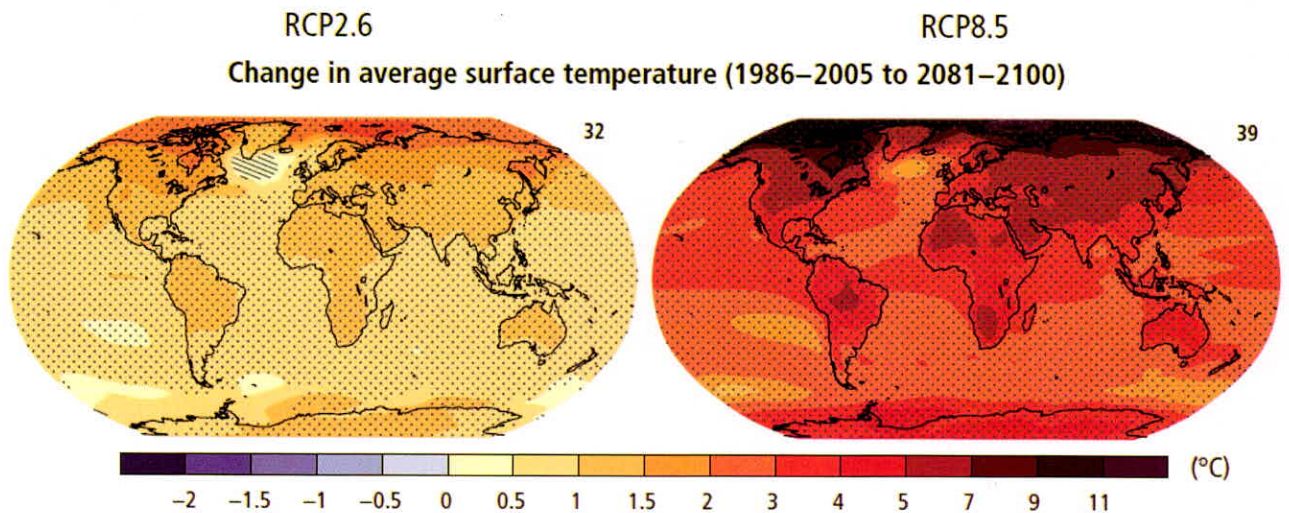 RCP2.6 RCP8.5
Change in average surface temperature (1986–2005 to 2081–2100)
32 39
−2 −1.5 −1 −0.5 0 0.5 1 1.5 2 3 4 5 7 9 11 (°C)